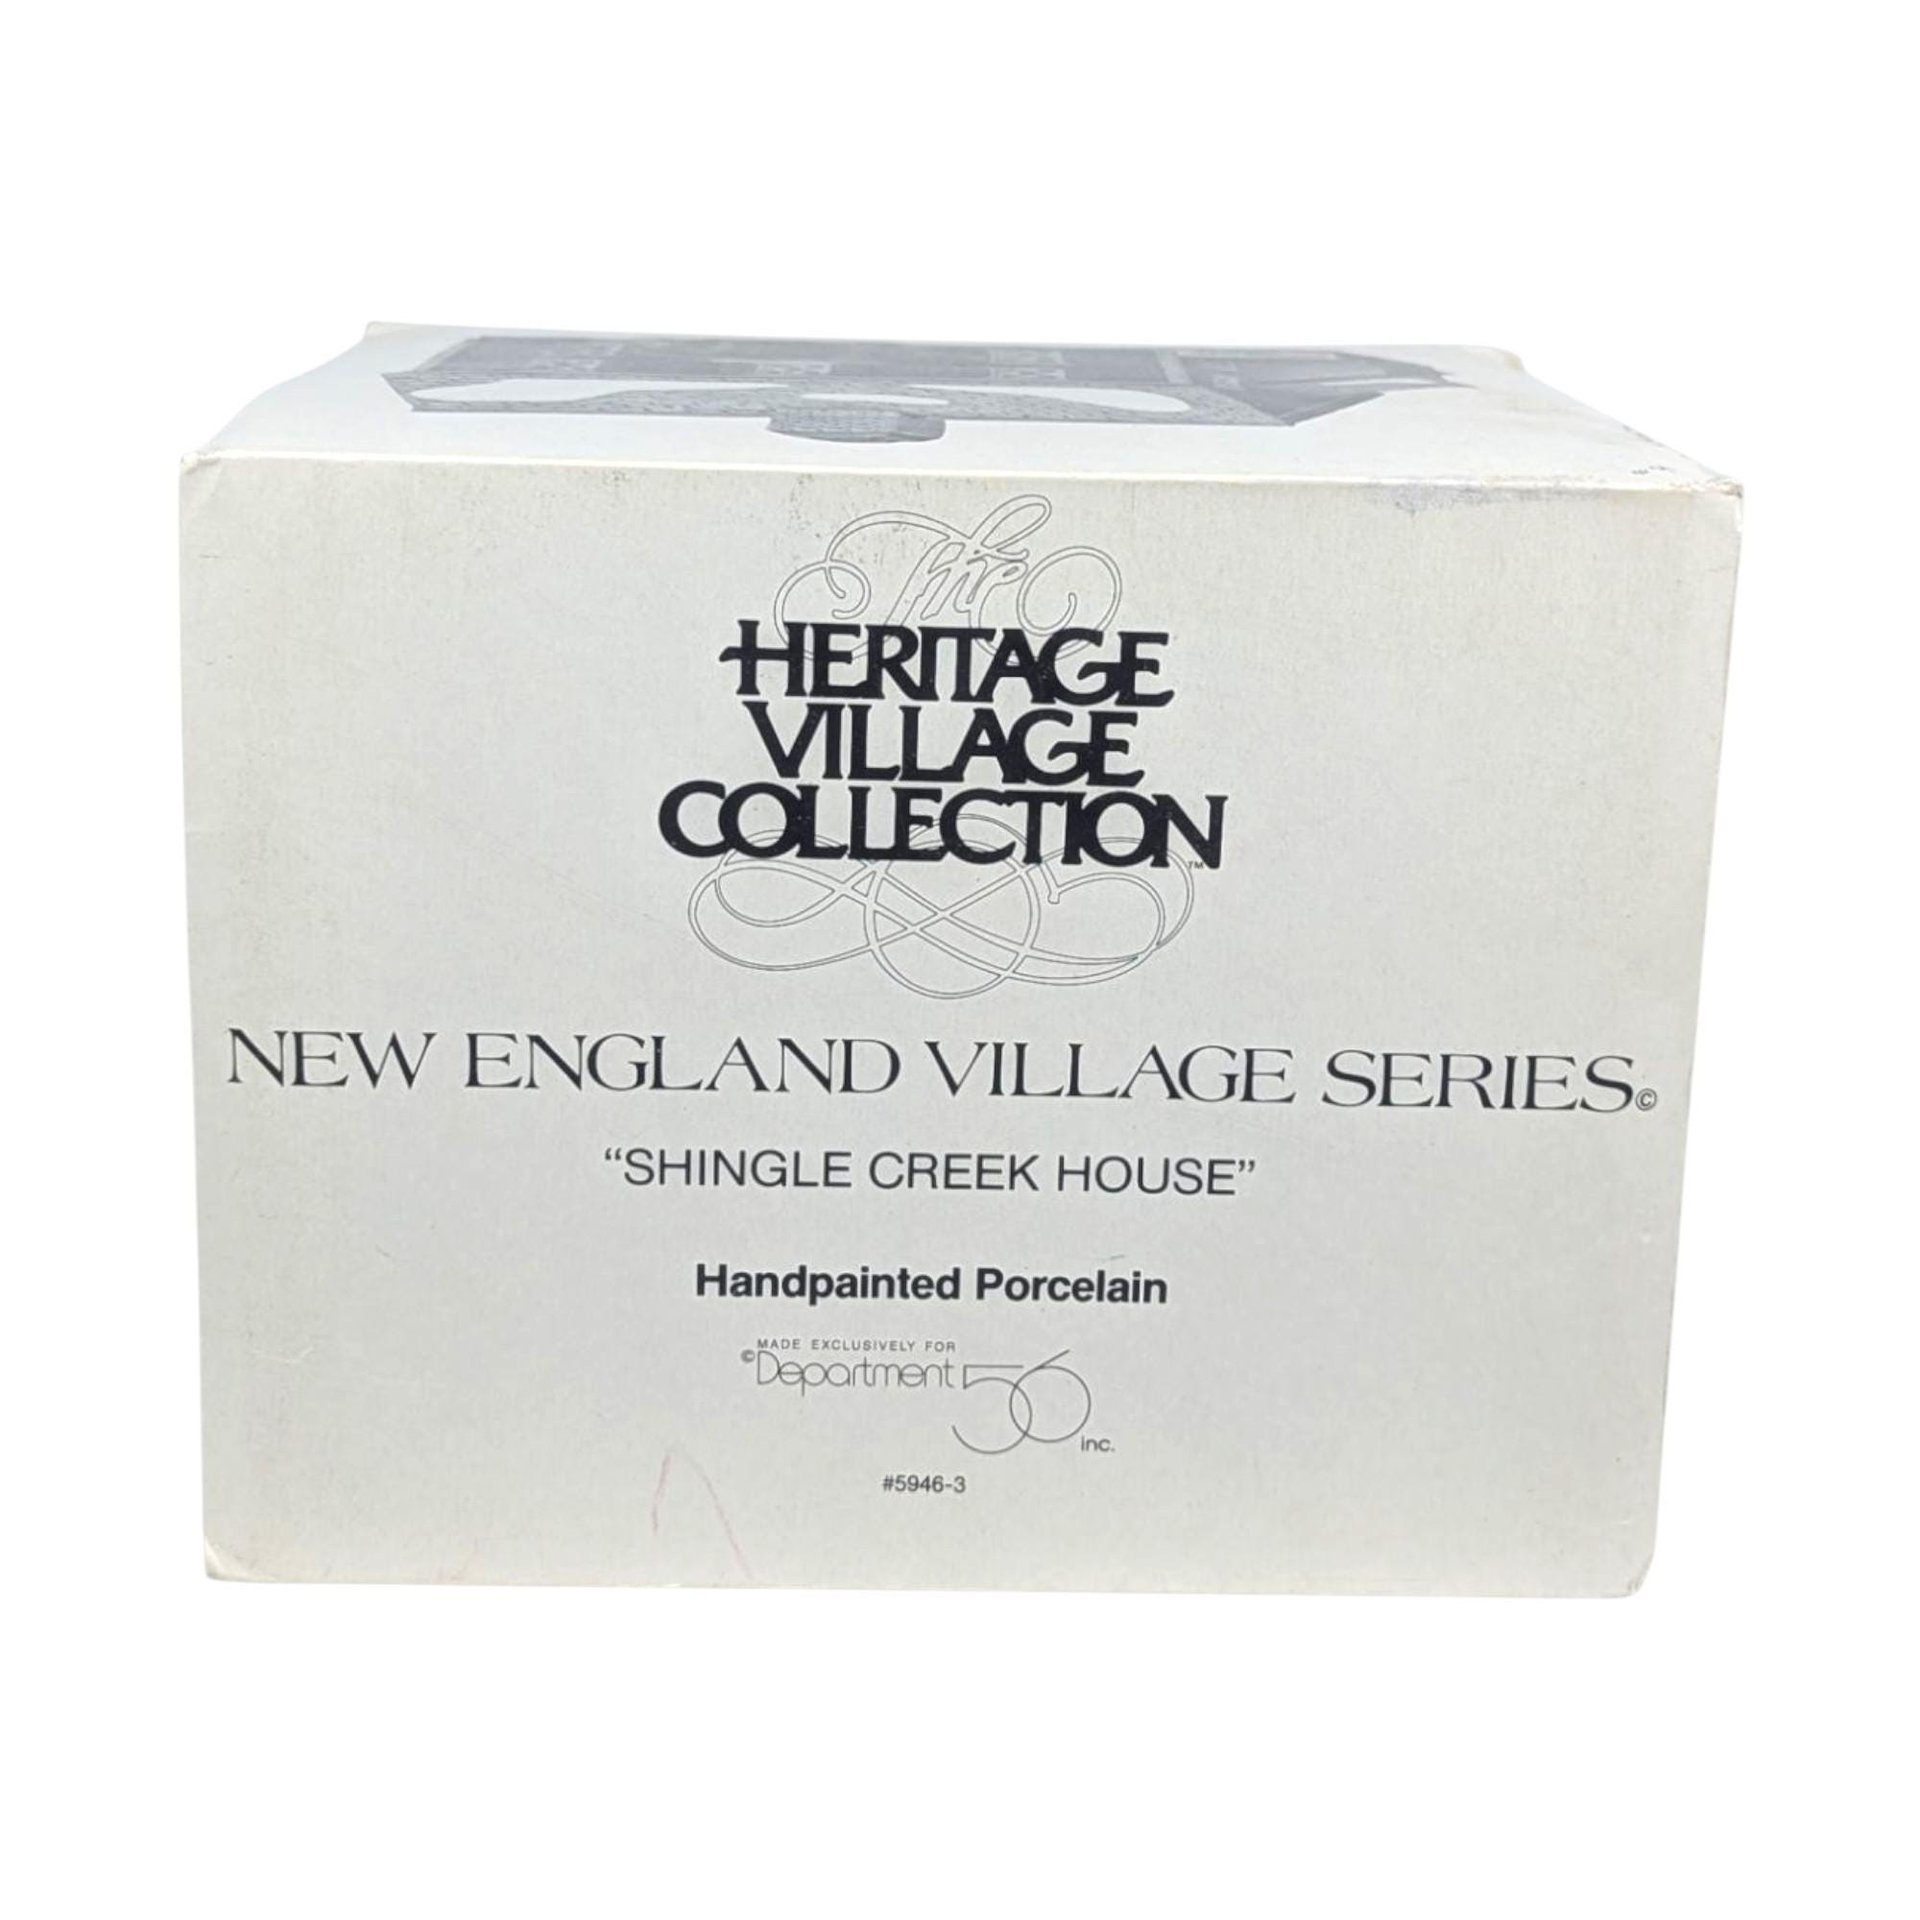 The
HERITAGE
VILLAGE
COLLECTION™
NEW ENGLAND VILLAGE SERIES©
“SHINGLE CREEK HOUSE”
Handpainted Porcelain
MADE EXCLUSIVELY FOR
©Department 56 inc.
#5946-3